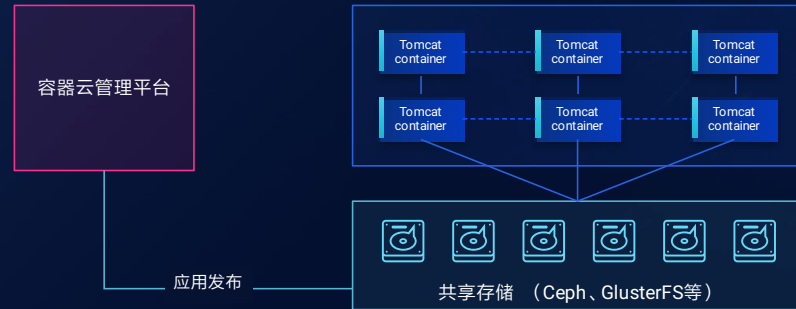 容器云管理平台
Tomcat
container
Tomcat
container
Tomcat
container
Tomcat
container
Tomcat
container
Tomcat
container
应用发布
共享存储 （Ceph、GlusterFS等）